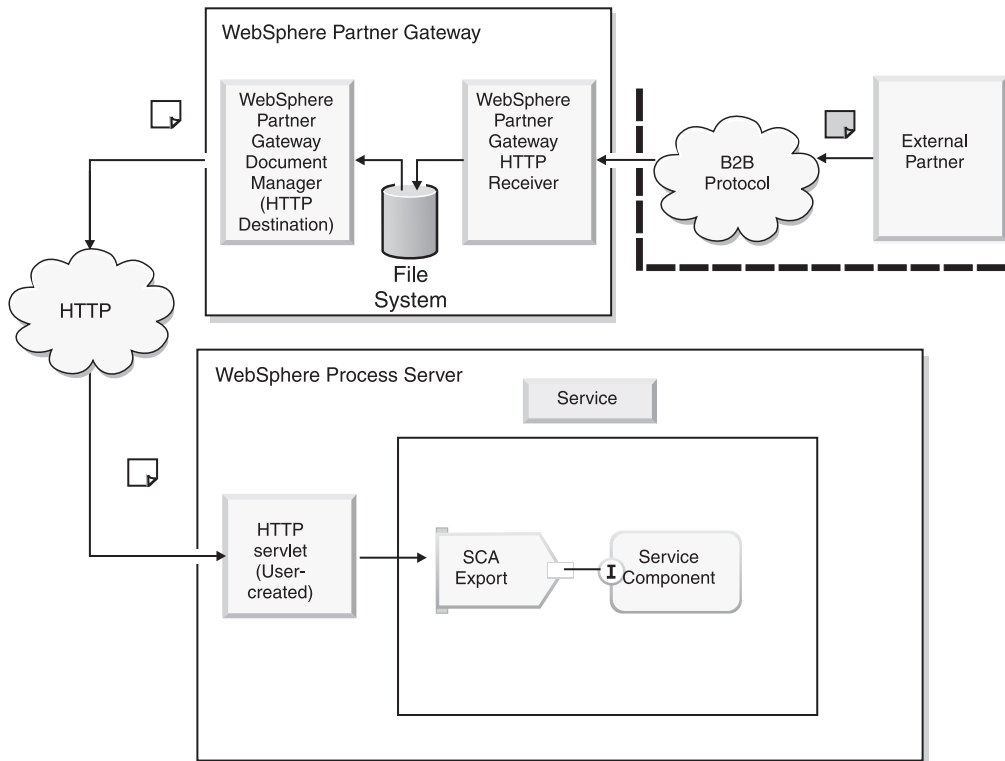 WebSphere Partner Gateway
WebSphere
Partner
Gateway
Document
Manager
(HTTP
Destination)
WebSphere
Partner
Gateway
HTTP
Receiver
File
System
B2B
Protocol
External
Partner
HTTP
WebSphere Process Server
Service
HTTP
servlet
(User-
created)
SCA
Export
I
Service
Component